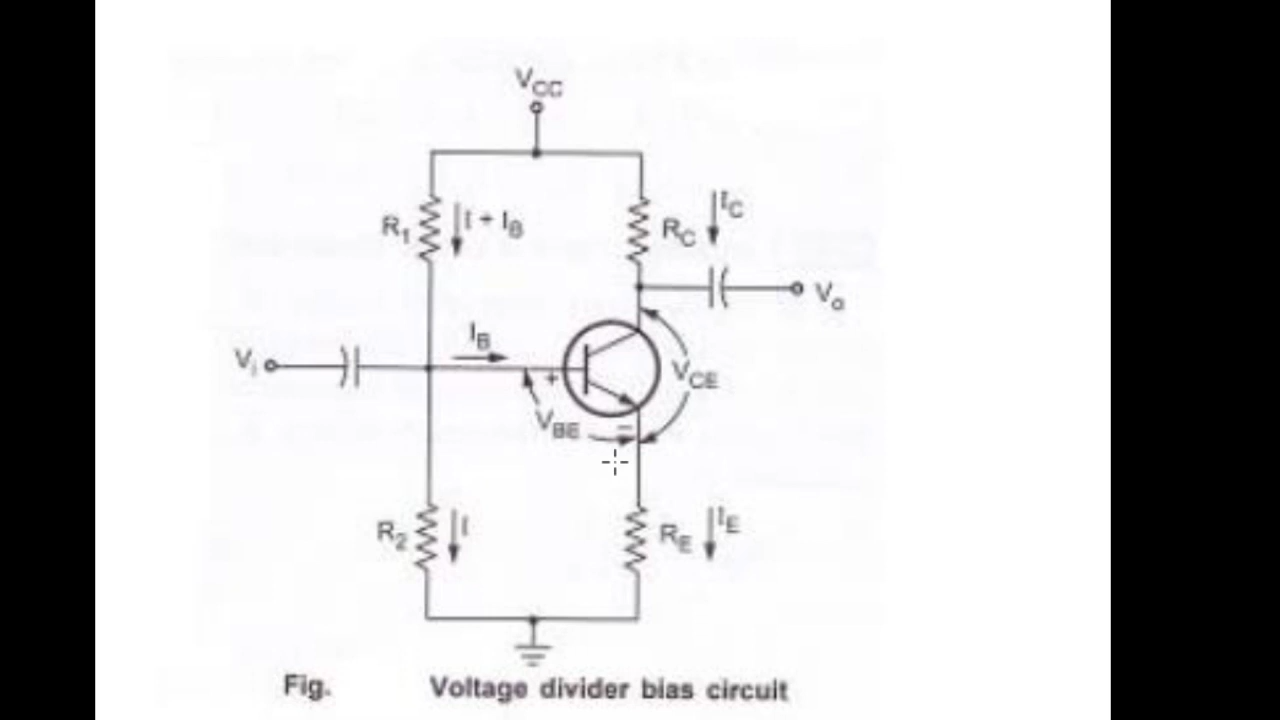 VCC
R1
I + IB
RC
IC
Vo
Vi
IB
+
VCE
VBE
−
R2
I
RE
IE
Fig. Voltage divider bias circuit